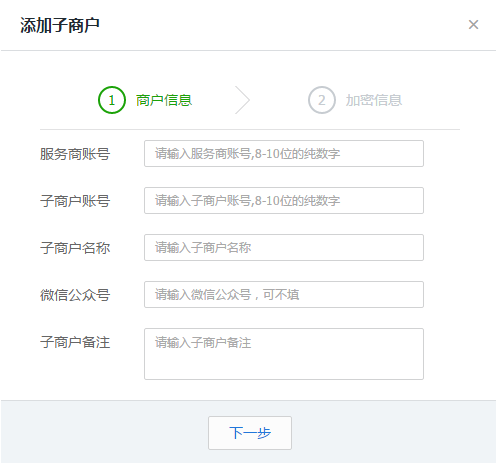 添加子商户
×
1 商户信息 2 加密信息
服务商账号 请输入服务商账号,8-10位的纯数字
子商户账号 请输入子商户账号,8-10位的纯数字
子商户名称 请输入子商户名称
微信公众号 请输入微信公众号，可不填
子商户备注 请输入子商户备注
下一步